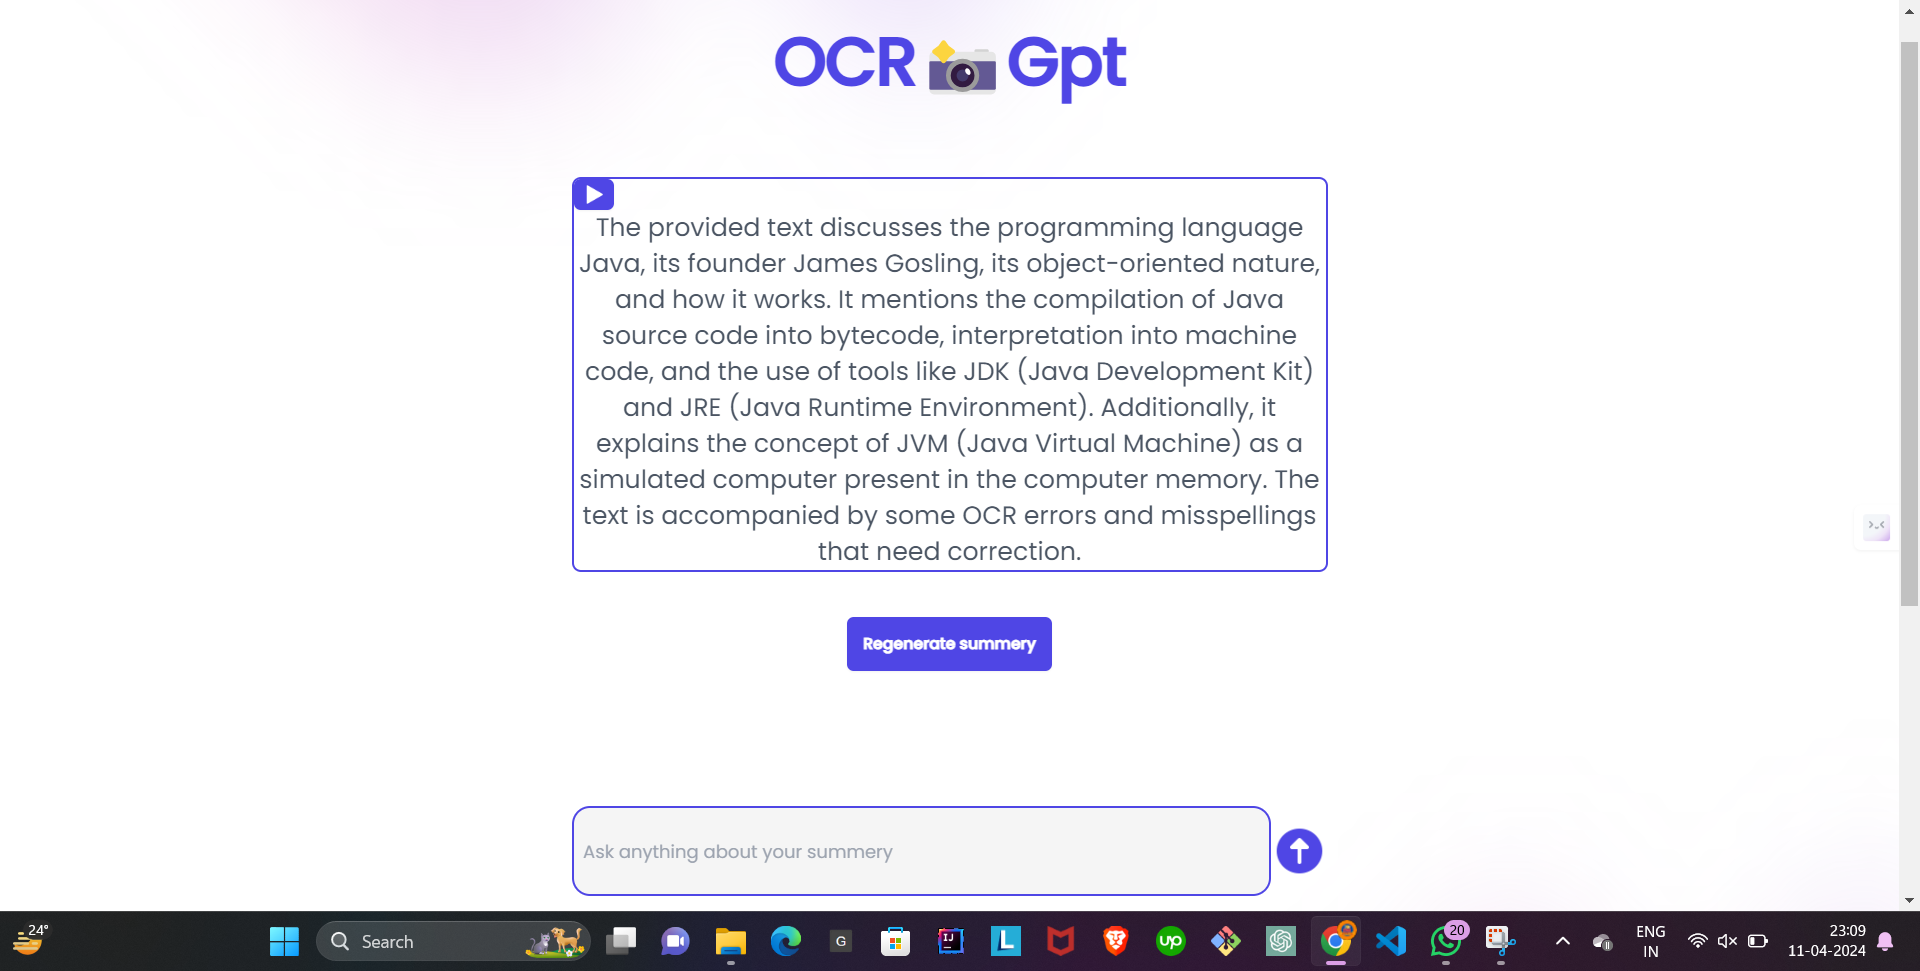 OCR Gpt
The provided text discusses the programming language
Java, its founder James Gosling, its object-oriented nature,
and how it works. It mentions the compilation of Java
source code into bytecode, interpretation into machine
code, and the use of tools like JDK (Java Development Kit)
and JRE (Java Runtime Environment). Additionally, it
explains the concept of JVM (Java Virtual Machine) as a
simulated computer present in the computer memory. The
text is accompanied by some OCR errors and misspellings
that need correction.
Regenerate summery
Ask anything about your summery
24°
Search
G
IJ
L
up
20
ENG
IN
23:09
11-04-2024